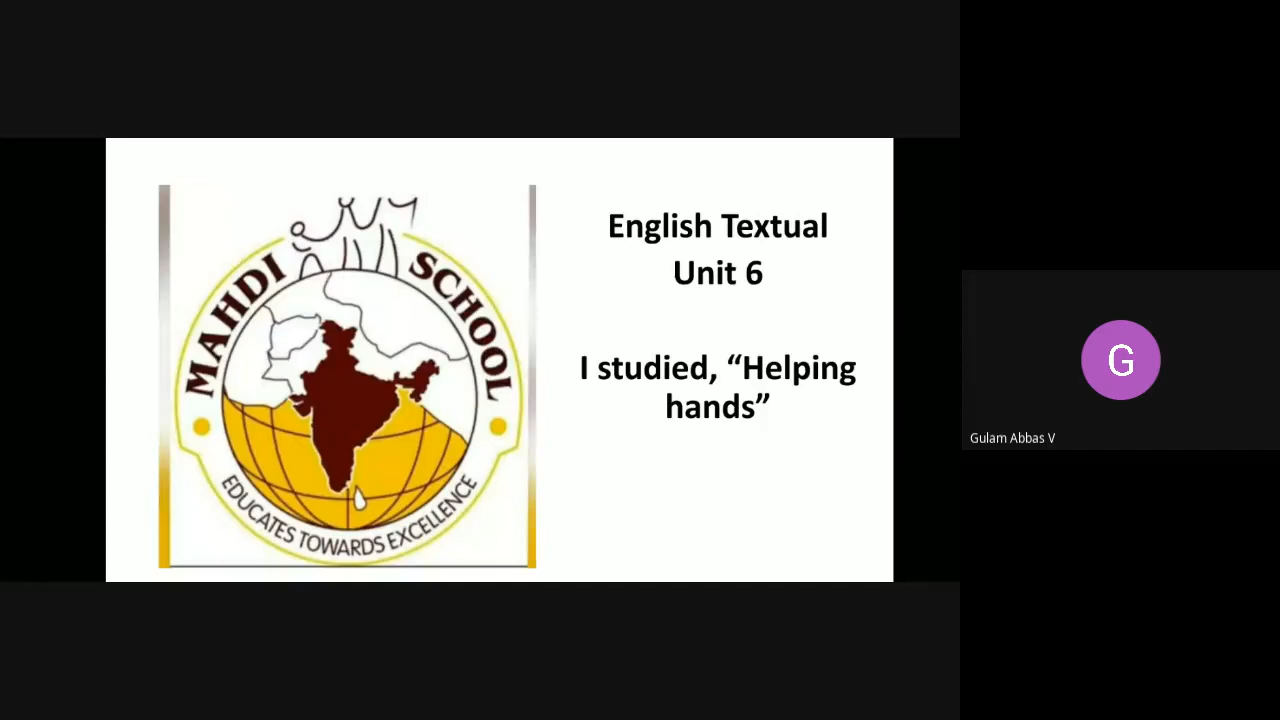 MAHDI SCHOOL
EDUCATES TOWARDS EXCELLENCE
English Textual
Unit 6
I studied, “Helping
hands”
G
Gulam Abbas V